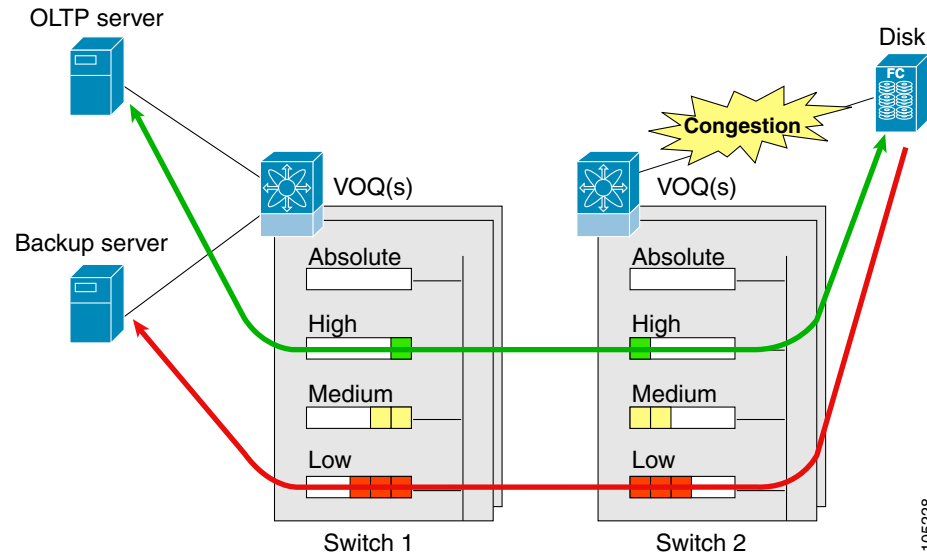 OLTP server
Disk
FC
Congestion
VOQ(s)
VOQ(s)
Backup server
Absolute
Absolute
High
High
Medium
Medium
Low
Low
Switch 1
Switch 2
105228